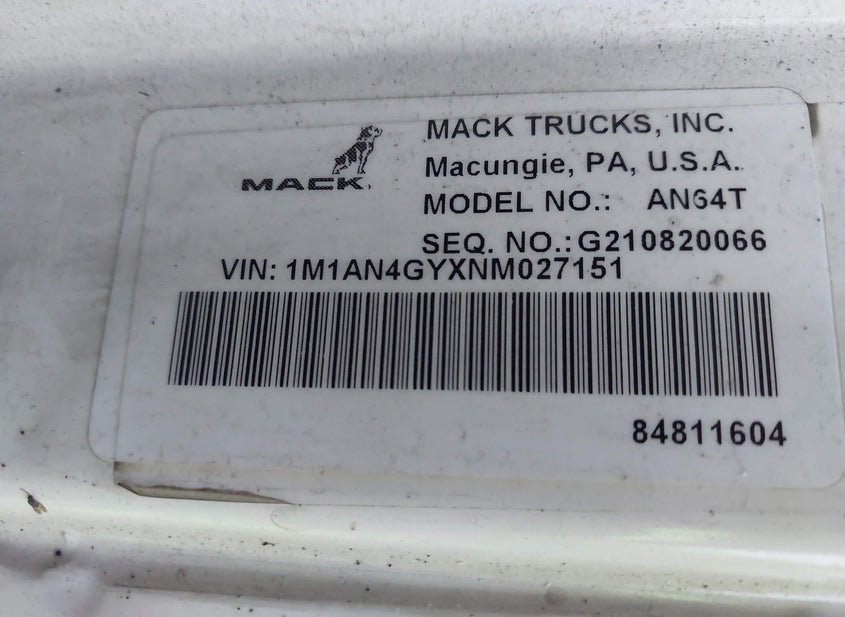 MACK TRUCKS, INC.
MACK Macungie, PA, U.S.A.
MODEL NO.: AN64T
SEQ. NO.: G210820066
VIN: 1M1AN4GYXNM027151
84811604